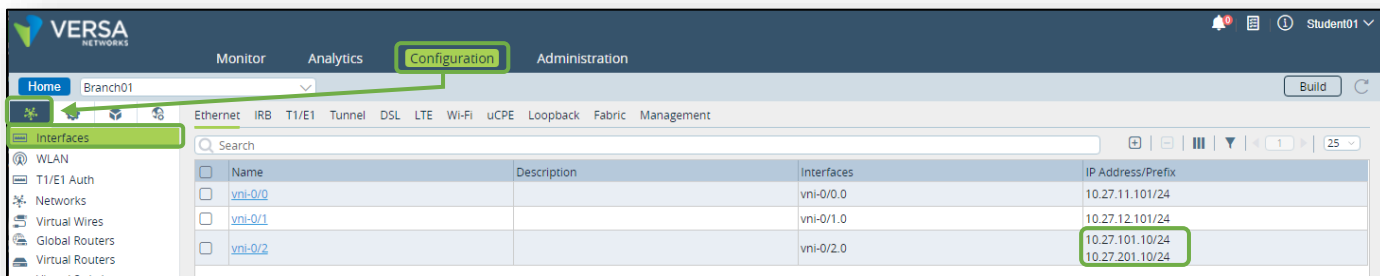 VERSA
NETWORKS
0
Student01
Monitor Analytics Configuration Administration
Home Branch01 Build
Ethernet IRB T1/E1 Tunnel DSL LTE Wi-Fi uCPE Loopback Fabric Management
Interfaces
Search 1 25
WLAN
Name Description Interfaces IP Address/Prefix
T1/E1 Auth
vni-0/0 vni-0/0.0 10.27.11.101/24
Networks
vni-0/1 vni-0/1.0 10.27.12.101/24
Virtual Wires
Global Routers
vni-0/2 vni-0/2.0 10.27.101.10/24
10.27.201.10/24
Virtual Routers